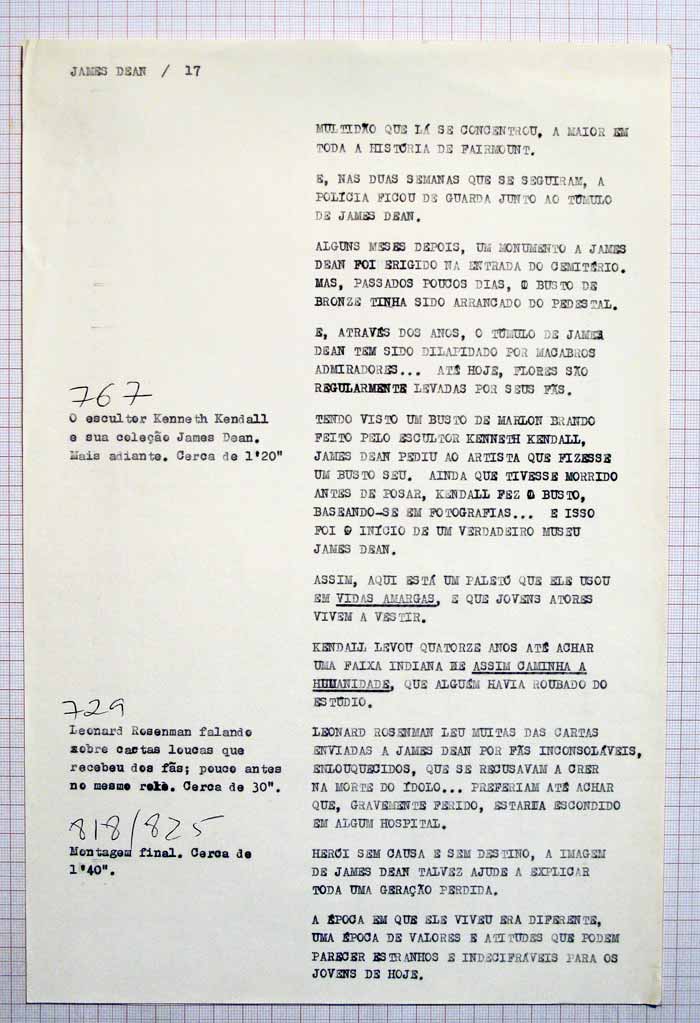 JAMES DEAN / 17
MULTIDÃO QUE LÁ SE CONCENTROU, A MAIOR EM
TODA A HISTÓRIA DE FAIRMOUNT.
E, NAS DUAS SEMANAS QUE SE SEGUIRAM, A
POLÍCIA FICOU DE GUARDA JUNTO AO TÚMULO
DE JAMES DEAN.
ALGUNS MESES DEPOIS, UM MONUMENTO A JAMES
DEAN FOI ERIGIDO NA ENTRADA DO CEMITÉRIO.
MAS, PASSADOS POUCOS DIAS, O BUSTO DE
BRONZE TINHA SIDO ARRANCADO DO PEDESTAL.
E, ATRAVÉS DOS ANOS, O TÚMULO DE JAMES
DEAN TEM SIDO DILAPIDADO POR MACABROS
ADMIRADORES... ATÉ HOJE, FLORES SÃO
REGULARMENTE LEVADAS POR SEUS FÃS.
767
O escultor Kenneth Kendall
e sua coleção James Dean.
Mais adiante. Cerca de 1'20"
TENDO VISTO UM BUSTO DE MARLON BRANDO
FEITO PELO ESCULTOR KENNETH KENDALL,
JAMES DEAN PEDIU AO ARTISTA QUE FIZESSE
UM BUSTO SEU. AINDA QUE TIVESSE MORRIDO
ANTES DE POSAR, KENDALL FEZ O BUSTO,
BASEANDO-SE EM FOTOGRAFIAS... E ISSO
FOI O INÍCIO DE UM VERDADEIRO MUSEU
JAMES DEAN.
ASSIM, AQUI ESTÁ UM PALETÓ QUE ELE USOU
EM VIDAS AMARGAS, E QUE JOVENS ATORES
VIVEM A VESTIR.
KENDALL LEVOU QUATORZE ANOS ATÉ ACHAR
UMA FAIXA INDIANA DE ASSIM CAMINHA A
HUMANIDADE, QUE ALGUÉM HAVIA ROUBADO DO
ESTÚDIO.
729
Leonard Rosenman falando
sobre cartas loucas que
recebeu dos fãs; pouco antes
no mesmo rolo. Cerca de 30".
LEONARD ROSENMAN LEU MUITAS DAS CARTAS
ENVIADAS A JAMES DEAN POR FÃS INCONSOLÁVEIS,
ENLOUQUECIDOS, QUE SE RECUSAVAM A CRER
NA MORTE DO ÍDOLO... PREFERIAM ATÉ ACHAR
QUE, GRAVEMENTE FERIDO, ESTARIA ESCONDIDO
EM ALGUM HOSPITAL.
818/825
Montagem final. Cerca de
1'40".
HERÓI SEM CAUSA E SEM DESTINO, A IMAGEM
DE JAMES DEAN TALVEZ AJUDE A EXPLICAR
TODA UMA GERAÇÃO PERDIDA.
A ÉPOCA EM QUE ELE VIVEU ERA DIFERENTE,
UMA ÉPOCA DE VALORES E ATITUDES QUE PODEM
PARECER ESTRANHOS E INDECIFRÁVEIS PARA OS
JOVENS DE HOJE.